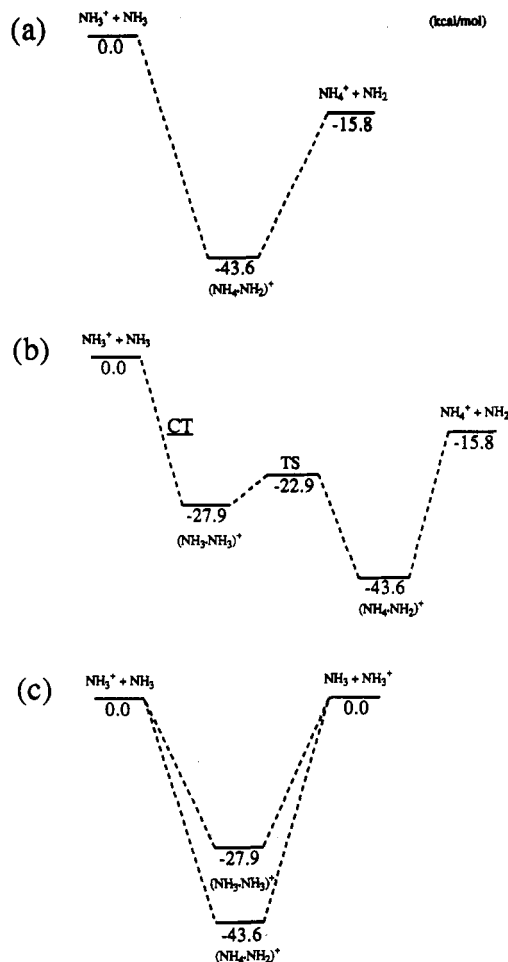 (a)
NH₃⁺ + NH₃
(kcal/mol)
0.0
NH₄⁺ + NH₂
-15.8
-43.6
(NH₄-NH₂)⁺
(b)
NH₃⁺ + NH₃
0.0
CT
NH₄⁺ + NH₂
-15.8
TS
-22.9
-27.9
(NH₃-NH₃)⁺
-43.6
(NH₄-NH₂)⁺
(c)
NH₃⁺ + NH₃
NH₃ + NH₃⁺
0.0
0.0
-27.9
(NH₃-NH₃)⁺
-43.6
(NH₄-NH₂)⁺